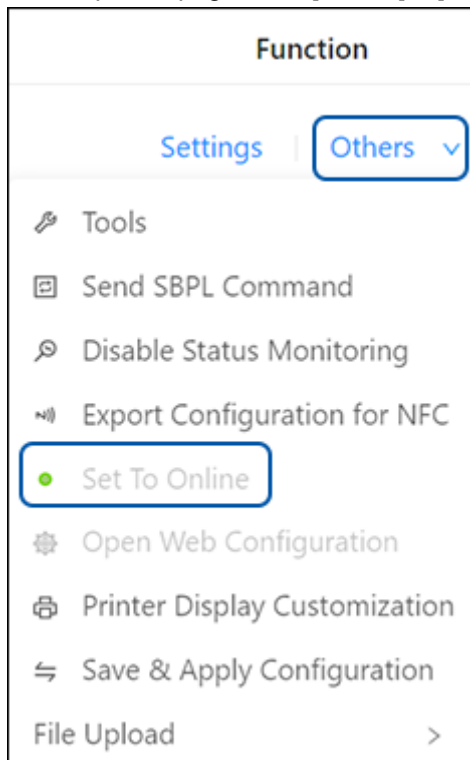 Function
Settings | Others
Tools
Send SBPL Command
Disable Status Monitoring
Export Configuration for NFC
Set To Online
Open Web Configuration
Printer Display Customization
Save & Apply Configuration
File Upload >